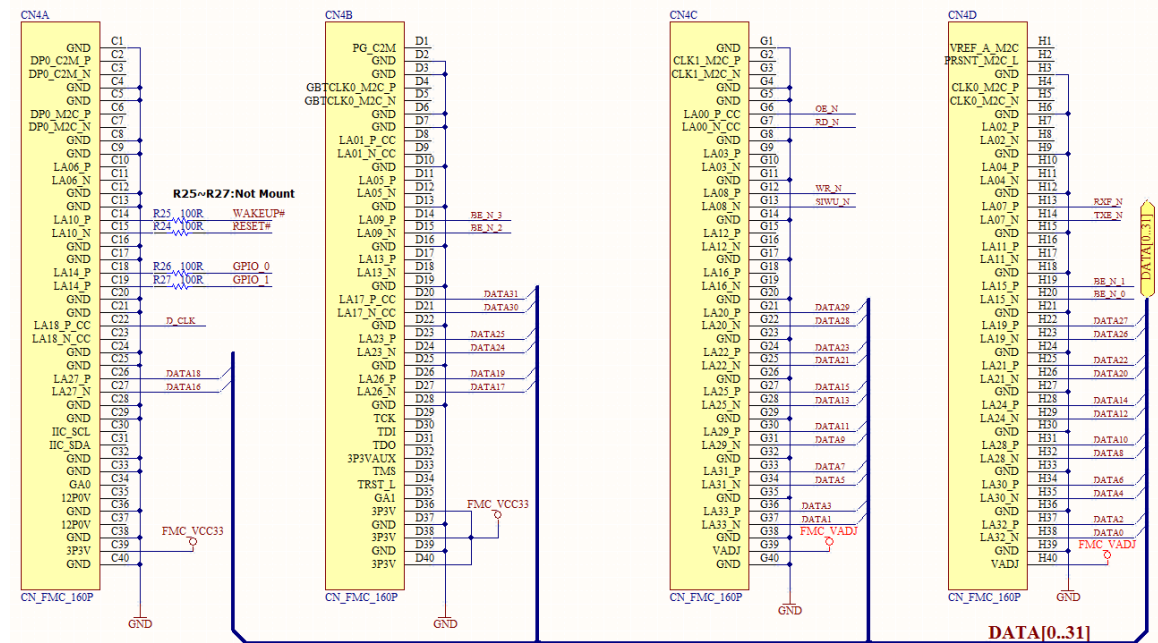 CN4A
GND C1
DP0_C2M_P C2
DP0_C2M_N C3
GND C4
GND C5
DP0_M2C_P C6
DP0_M2C_N C7
GND C8
GND C9
LA06_P C10
LA06_N C11
GND C12
GND C13
R25~R27:Not Mount
LA10_P C14 R25 100R WAKEUP#
LA10_N C15 R24 100R RESET#
GND C16
GND C17
LA14_P C18 R26 100R GPIO_0
LA14_P C19 R27 100R GPIO_1
GND C20
GND C21
LA18_P_CC C22 D_CLK
LA18_N_CC C23
GND C24
GND C25
LA27_P C26 DATA18
LA27_N C27 DATA16
GND C28
GND C29
IIC_SCL C30
IIC_SDA C31
GND C32
GND C33
GA0 C34
12P0V C35
GND C36
12P0V C37
GND C38 FMC_VCC33
3P3V C39
GND C40
CN_FMC_160P
GND
CN4B
PG_C2M D1
GND D2
GND D3
GBTCLK0_M2C_P D4
GBTCLK0_M2C_N D5
GND D6
GND D7
LA01_P_CC D8
LA01_N_CC D9
GND D10
LA05_P D11
LA05_N D12
GND D13
LA09_P D14 BE_N_3
LA09_N D15 BE_N_2
GND D16
LA13_P D17
LA13_N D18
GND D19
LA17_P_CC D20 DATA31
LA17_N_CC D21 DATA30
GND D22
LA23_P D23 DATA25
LA23_N D24 DATA24
GND D25
LA26_P D26 DATA19
LA26_N D27 DATA17
GND D28
TCK D29
TDI D30
TDO D31
3P3VAUX D32
TMS D33
TRST_L D34
GA1 D35
3P3V D36 FMC_VCC33
GND D37
3P3V D38
GND D39
3P3V D40
CN_FMC_160P
GND
CN4C
GND G1
CLK1_M2C_P G2
CLK1_M2C_N G3
GND G4
GND G5
LA00_P_CC G6 OE_N
LA00_N_CC G7 RD_N
GND G8
LA03_P G9
LA03_N G10
GND G11
LA08_P G12 WR_N
LA08_N G13 SIWU_N
GND G14
LA12_P G15
LA12_N G16
GND G17
LA16_P G18
LA16_N G19
GND G20
LA20_P G21 DATA29
LA20_N G22 DATA28
GND G23
LA22_P G24 DATA23
LA22_N G25 DATA21
GND G26
LA25_P G27 DATA15
LA25_N G28 DATA13
GND G29
LA29_P G30 DATA11
LA29_N G31 DATA9
GND G32
LA31_P G33 DATA7
LA31_N G34 DATA5
GND G35
LA33_P G36 DATA3
LA33_N G37 DATA1
GND G38 FMC_VADJ
VADJ G39
GND G40
CN_FMC_160P
GND
CN4D
VREF_A_M2C H1
PRSNT_M2C_L H2
GND H3
CLK0_M2C_P H4
CLK0_M2C_N H5
GND H6
LA02_P H7
LA02_N H8
GND H9
LA04_P H10
LA04_N H11
GND H12
LA07_P H13 RXF_N
LA07_N H14 TXE_N
GND H15
LA11_P H16
LA11_N H17
GND H18
LA15_P H19 BE_N_1
LA15_N H20 BE_N_0
GND H21
LA19_P H22 DATA27
LA19_N H23 DATA26
GND H24
LA21_P H25 DATA22
LA21_N H26 DATA20
GND H27
LA24_P H28 DATA14
LA24_N H29 DATA12
GND H30
LA28_P H31 DATA10
LA28_N H32 DATA8
GND H33
LA30_P H34 DATA6
LA30_N H35 DATA4
GND H36
LA32_P H37 DATA2
LA32_N H38 DATA0
GND H39 FMC_VADJ
VADJ H40
CN_FMC_160P
GND
DATA[0..31]
DATA[0..31]